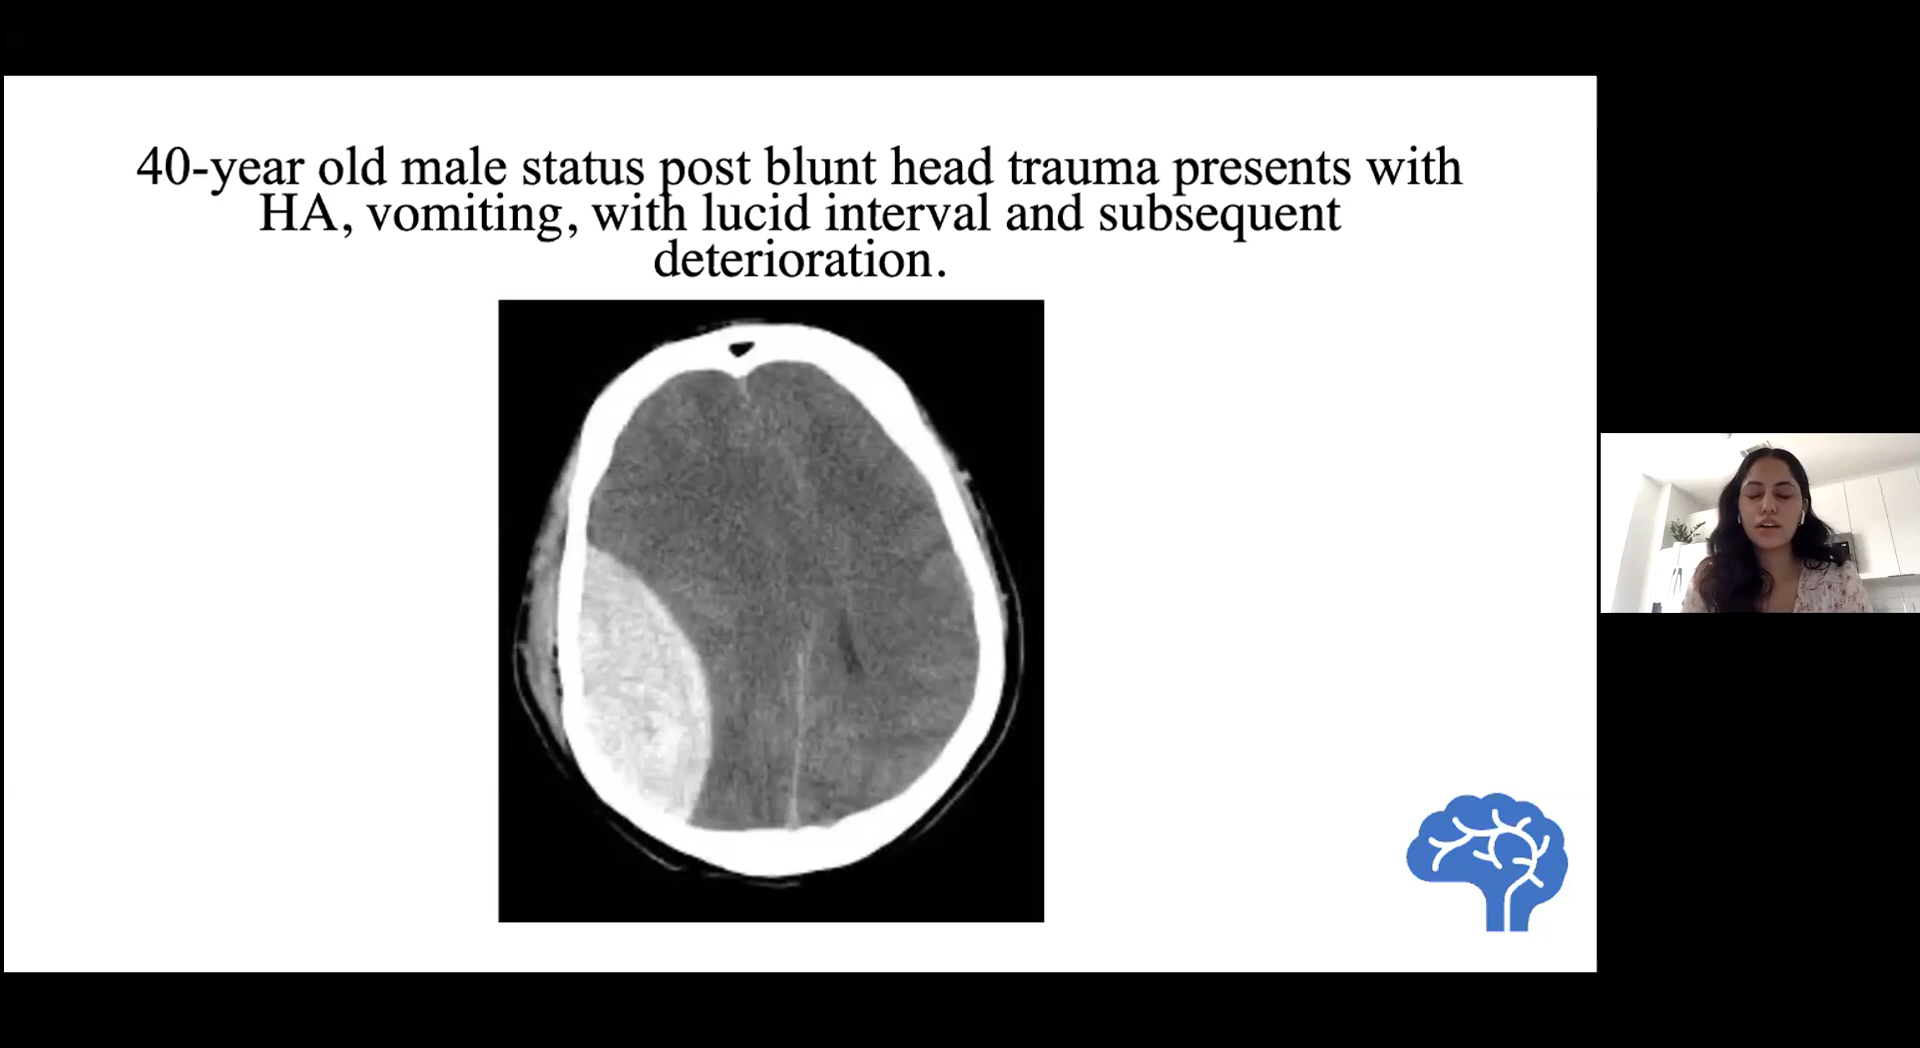 40-year old male status post blunt head trauma presents with
HA, vomiting, with lucid interval and subsequent
deterioration.